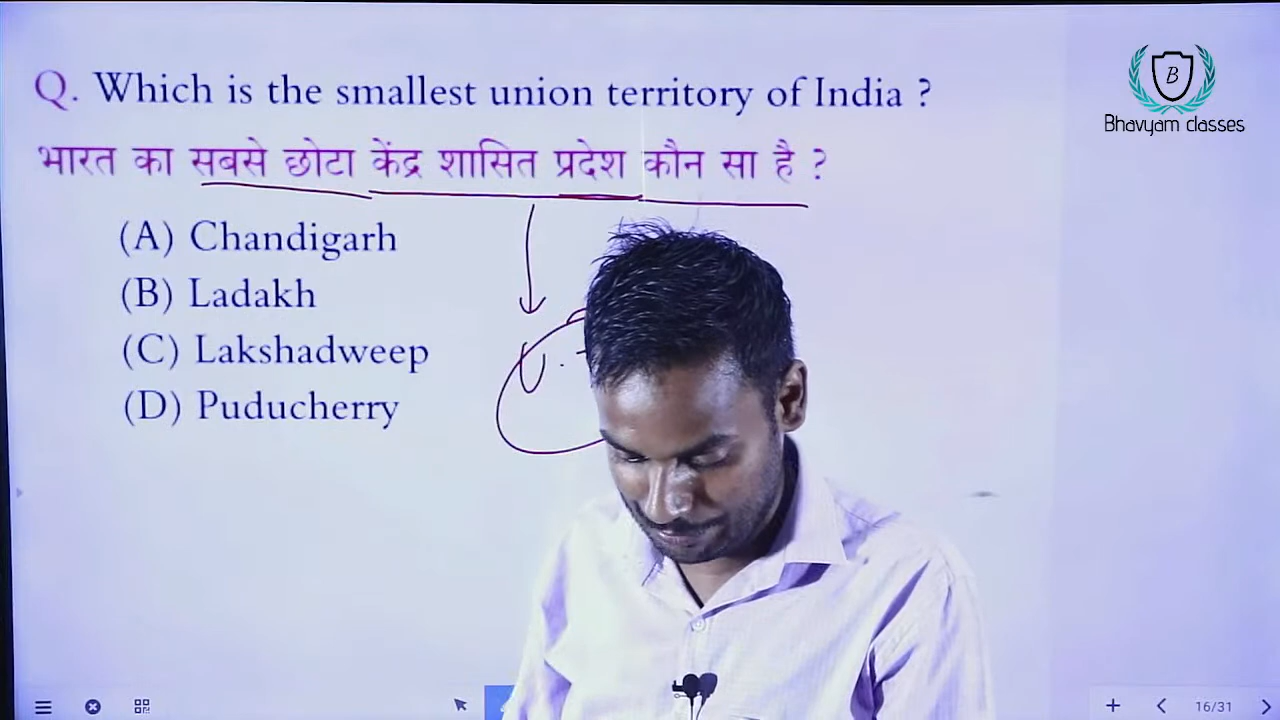 Q. Which is the smallest union territory of India ?
भारत का सबसे छोटा केंद्र शासित प्रदेश कौन सा है ?
(A) Chandigarh
(B) Ladakh
(C) Lakshadweep
(D) Puducherry
B
Bhavyam classes
16/31